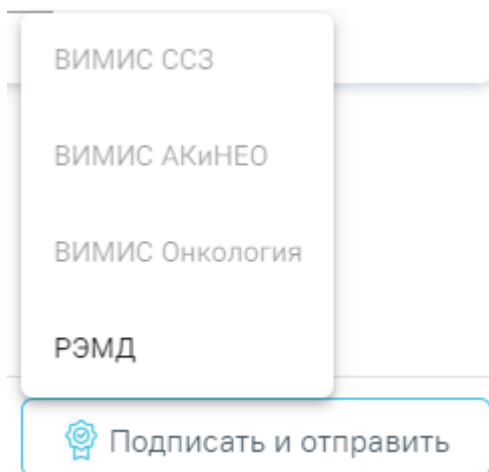 ВИМИС ССЗ
ВИМИС АКиНЕО
ВИМИС Онкология
РЭМД
Подписать и отправить